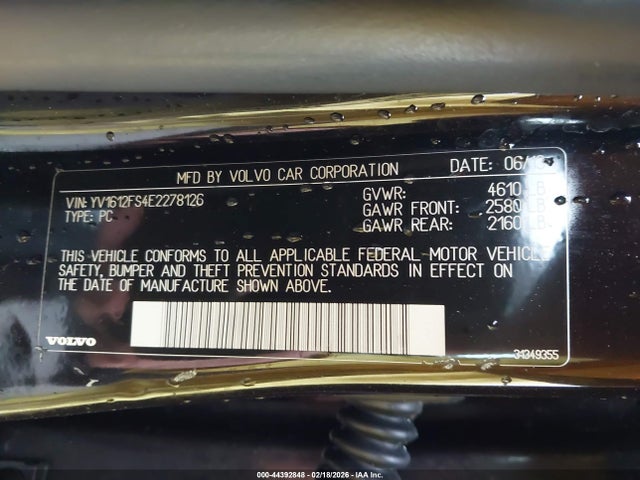 MFD BY VOLVO CAR CORPORATION DATE: 06/
VIN: YV1612FS4E2278126
TYPE: PC
GVWR: 4610 LB
GAWR FRONT: 2580 LB
GAWR REAR: 2160 LB
THIS VEHICLE CONFORMS TO ALL APPLICABLE FEDERAL MOTOR VEHICLE
SAFETY, BUMPER AND THEFT PREVENTION STANDARDS IN EFFECT ON
THE DATE OF MANUFACTURE SHOWN ABOVE.
VOLVO
31349355
000-44392848 - 02/18/2026 - IAA Inc.